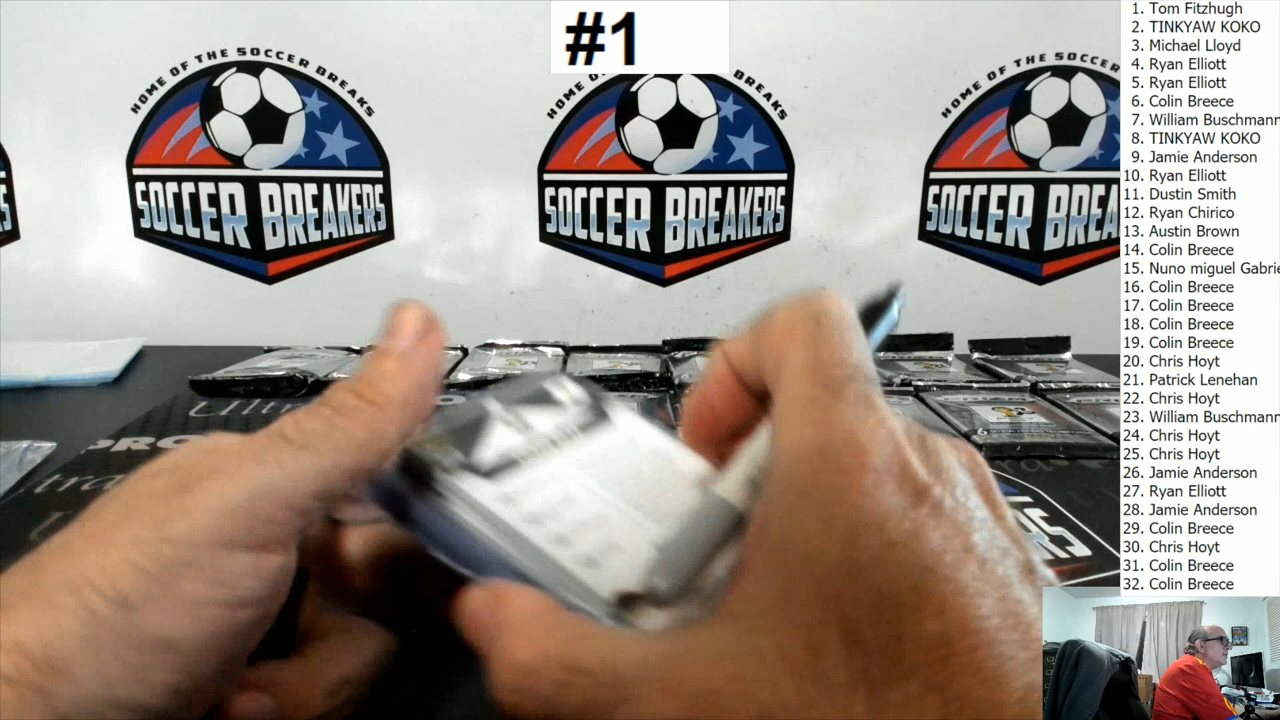 #1
HOME OF THE SOCCER BREAKS
SOCCER BREAKERS
HOME O BREAKS
SOCCER BREAKERS
HOME OF THE SOCCER
SOCCER BREA
1. Tom Fitzhugh
2. TINKYAW KOKO
3. Michael Lloyd
4. Ryan Elliott
5. Ryan Elliott
6. Colin Breece
7. William Buschmann
8. TINKYAW KOKO
9. Jamie Anderson
10. Ryan Elliott
11. Dustin Smith
12. Ryan Chirico
13. Austin Brown
14. Colin Breece
15. Nuno miguel Gabrie
16. Colin Breece
17. Colin Breece
18. Colin Breece
19. Colin Breece
20. Chris Hoyt
21. Patrick Lenehan
22. Chris Hoyt
23. William Buschmann
24. Chris Hoyt
25. Chris Hoyt
26. Jamie Anderson
27. Ryan Elliott
28. Jamie Anderson
29. Colin Breece
30. Chris Hoyt
31. Colin Breece
32. Colin Breece
Ultr
PRO